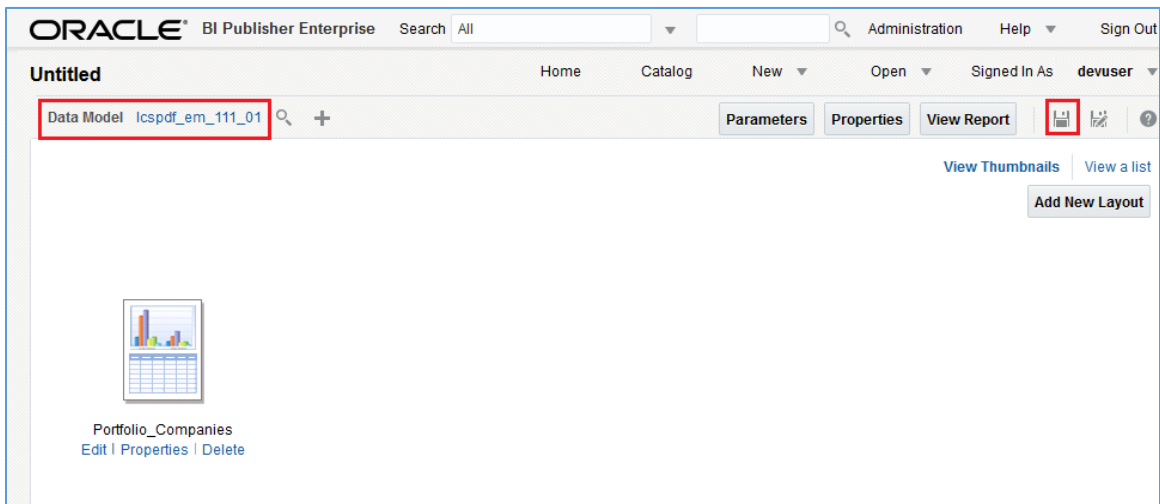 ORACLE® BI Publisher Enterprise Search All Administration Help Sign Out
Untitled Home Catalog New Open Signed In As devuser
Data Model lcspdf_em_111_01 Parameters Properties View Report
View Thumbnails View a list
Add New Layout
Portfolio_Companies
Edit | Properties | Delete